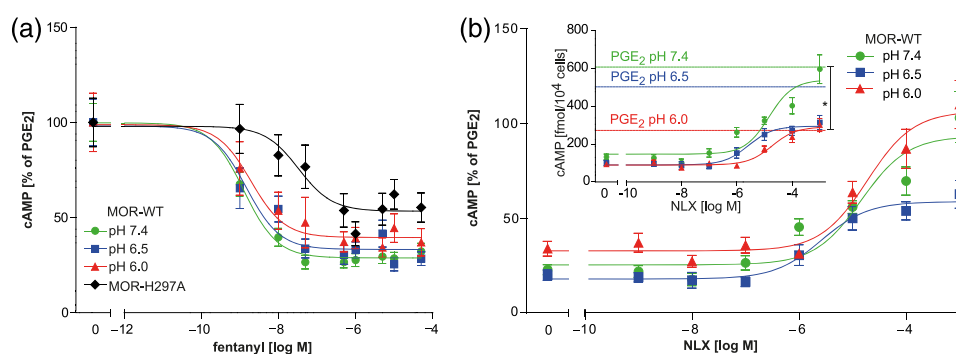 (a)
150
100
50
0
cAMP [% of PGE2]
MOR-WT
pH 7.4
pH 6.5
pH 6.0
MOR-H297A
0 −12 −10 −8 −6 −4
fentanyl [log M]
(b)
100
50
0
cAMP [% of PGE2]
0 −10 −8 −6 −4
NLX [log M]
MOR-WT
pH 7.4
pH 6.5
pH 6.0
800
600
400
200
0
cAMP [fmol/10⁴ cells]
PGE₂ pH 7.4
PGE₂ pH 6.5
PGE₂ pH 6.0
*
0 −10 −8 −6 −4
NLX [log M]